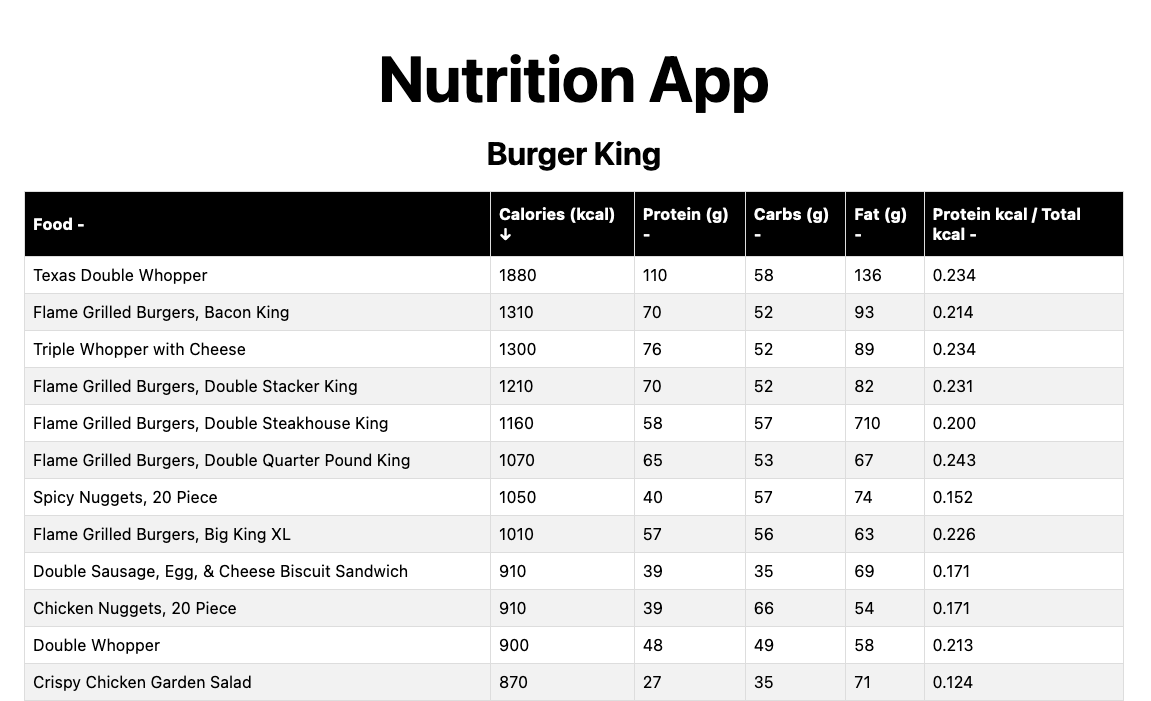 Nutrition App
Burger King
Food - Calories (kcal) ↓ Protein (g) - Carbs (g) - Fat (g) - Protein kcal / Total kcal -
Texas Double Whopper 1880 110 58 136 0.234
Flame Grilled Burgers, Bacon King 1310 70 52 93 0.214
Triple Whopper with Cheese 1300 76 52 89 0.234
Flame Grilled Burgers, Double Stacker King 1210 70 52 82 0.231
Flame Grilled Burgers, Double Steakhouse King 1160 58 57 710 0.200
Flame Grilled Burgers, Double Quarter Pound King 1070 65 53 67 0.243
Spicy Nuggets, 20 Piece 1050 40 57 74 0.152
Flame Grilled Burgers, Big King XL 1010 57 56 63 0.226
Double Sausage, Egg, & Cheese Biscuit Sandwich 910 39 35 69 0.171
Chicken Nuggets, 20 Piece 910 39 66 54 0.171
Double Whopper 900 48 49 58 0.213
Crispy Chicken Garden Salad 870 27 35 71 0.124